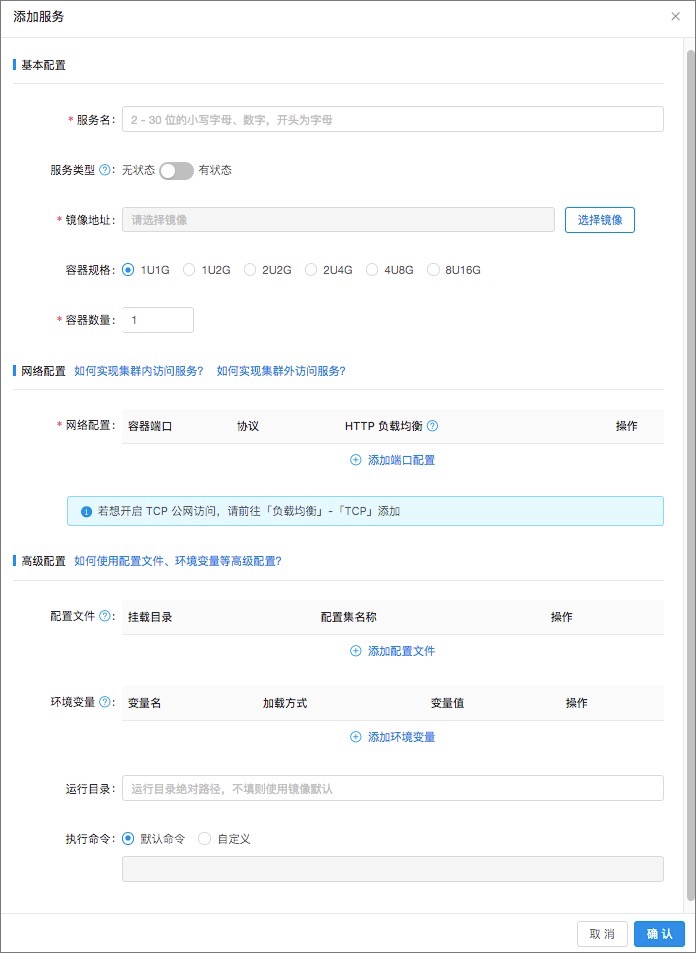 添加服务
基本配置
* 服务名: 2 - 30 位的小写字母、数字，开头为字母
服务类型 ?: 无状态 有状态
* 镜像地址: 请选择镜像 选择镜像
容器规格: 1U1G 1U2G 2U2G 2U4G 4U8G 8U16G
* 容器数量: 1
网络配置 如何实现集群内访问服务? 如何实现集群外访问服务?
* 网络配置: 容器端口 协议 HTTP 负载均衡 ? 操作
添加端口配置
若想开启 TCP 公网访问，请前往「负载均衡」-「TCP」添加
高级配置 如何使用配置文件、环境变量等高级配置?
配置文件 ?: 挂载目录 配置集名称 操作
添加配置文件
环境变量 ?: 变量名 加载方式 变量值 操作
添加环境变量
运行目录: 运行目录绝对路径，不填则使用镜像默认
执行命令: 默认命令 自定义
取 消 确 认